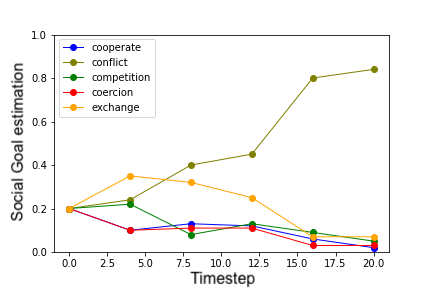 1.0
0.8
0.6
0.4
0.2
0.0
Social Goal estimation
cooperate
conflict
competition
coercion
exchange
0.0 2.5 5.0 7.5 10.0 12.5 15.0 17.5 20.0
Timestep